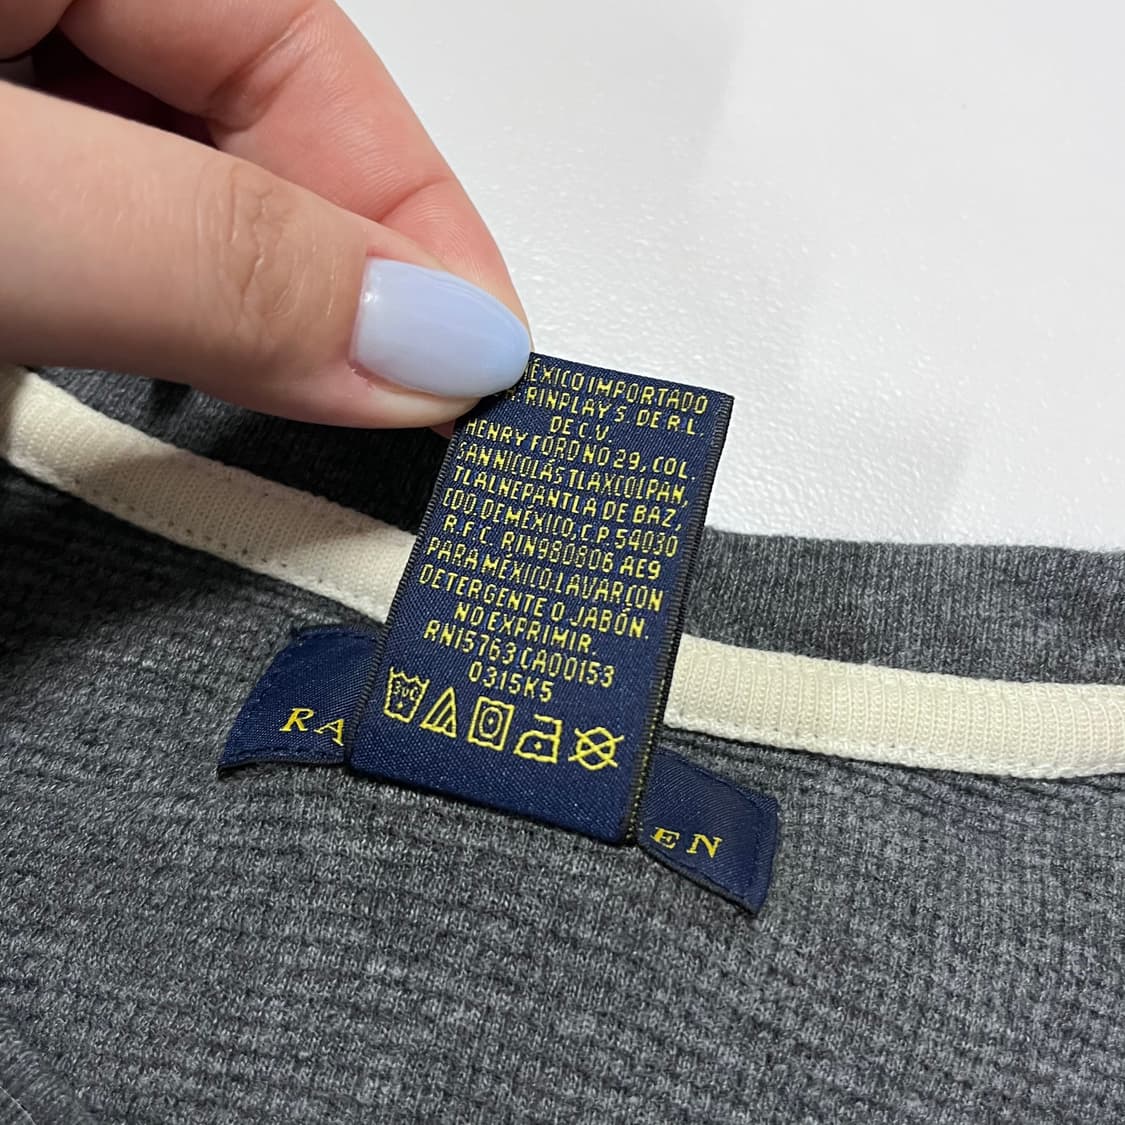 ÉXICO IMPORTADO
R. RINPLAY S DE R.L.
DE C.V.
HENRY FORD NO 29, COL.
SAN NICOLÁS TLAXCOLPAN,
TLALNEPANTLA DE BAZ,
EDO. DE MÉXICO, C.P. 54030
R.F.C. RIN980806 AE9
PARA MÉXICO. LAVAR CON
DETERGENTE O JABÓN.
NO EXPRIMIR.
RN15763 CA00153
0315K5
RA
EN